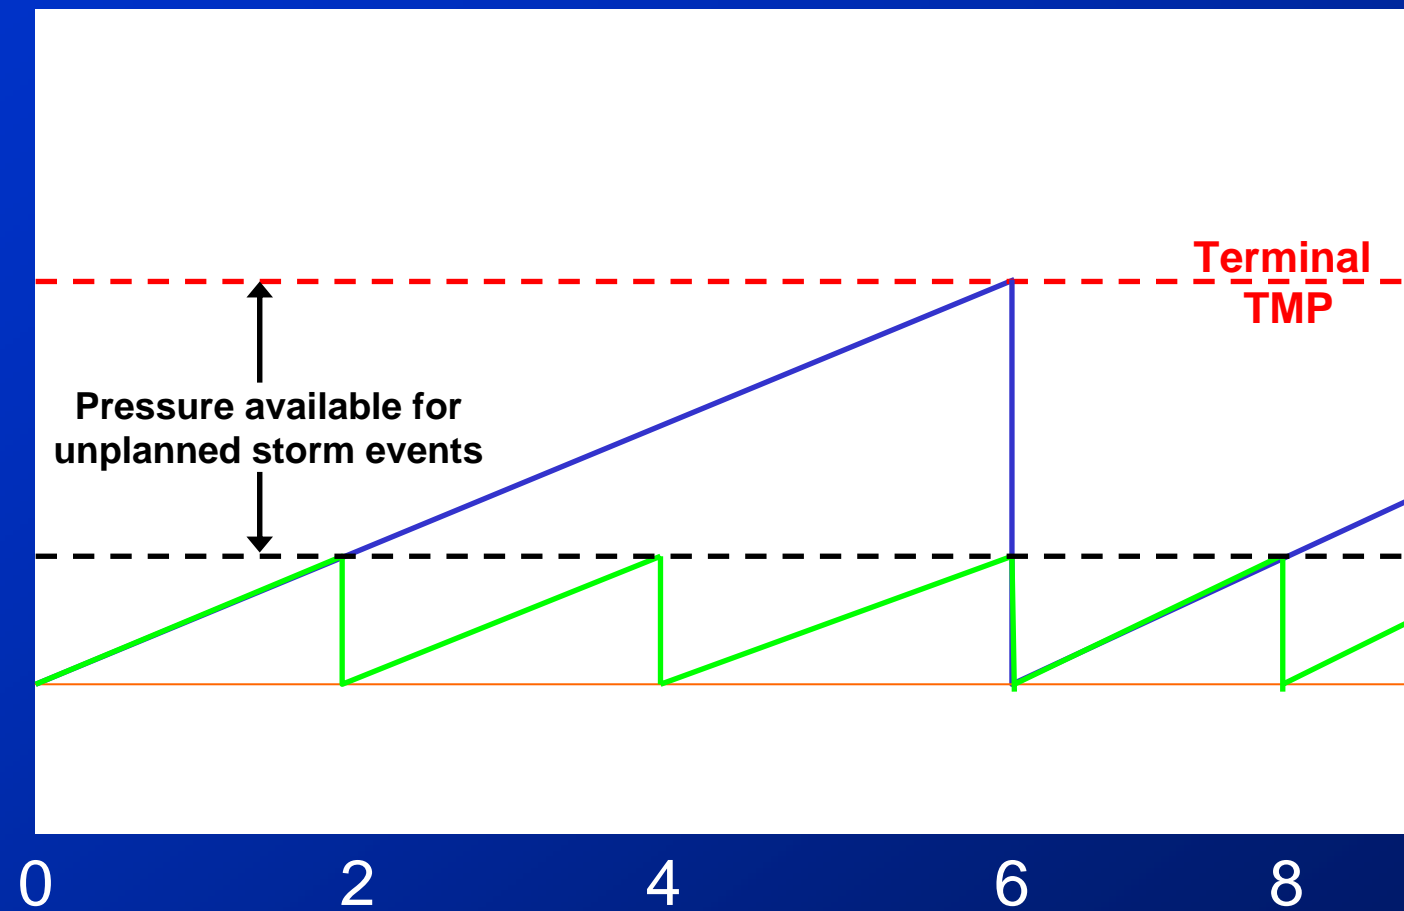 Terminal
TMP
Pressure available for
unplanned storm events
0 2 4 6 8